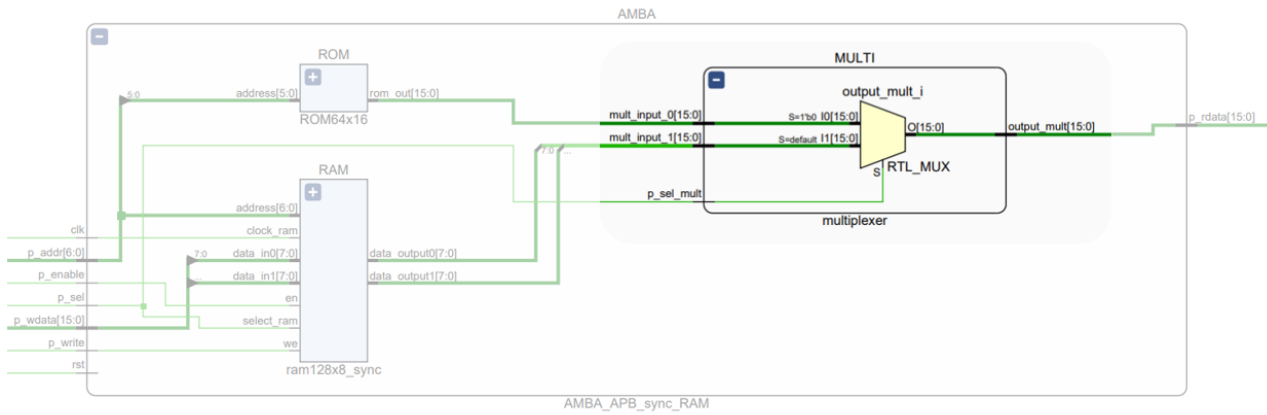 AMBA
ROM
5:0
address[5:0]
rom_out[15:0]
ROM64x16
MULTI
output_mult_i
mult_input_0[15:0]
S=1'b0 I0[15:0]
O[15:0]
output_mult[15:0]
p_rdata[15:0]
mult_input_1[15:0]
S=default I1[15:0]
7:0
...
S
RTL_MUX
p_sel_mult
multiplexer
RAM
address[6:0]
clk
clock_ram
p_addr[6:0]
7:0
data_in0[7:0]
data_output0[7:0]
p_enable
...
data_in1[7:0]
data_output1[7:0]
p_sel
en
p_wdata[15:0]
select_ram
p_write
we
rst
ram128x8_sync
AMBA_APB_sync_RAM